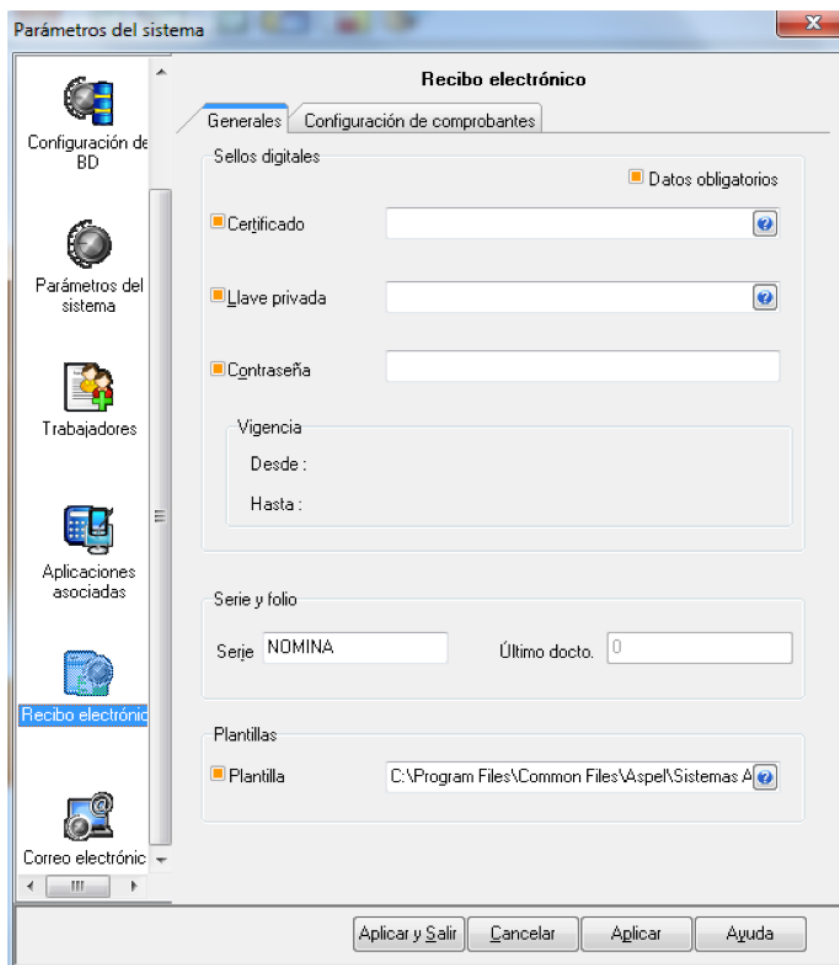 Parámetros del sistema
Configuración de
BD
Parámetros del
sistema
Trabajadores
Aplicaciones
asociadas
Recibo electrónic
Correo electrónic
Recibo electrónico
Generales
Configuración de comprobantes
Sellos digitales
Datos obligatorios
Certificado
Llave privada
Contraseña
Vigencia
Desde :
Hasta :
Serie y folio
Serie NOMINA Último docto. 0
Plantillas
Plantilla C:\Program Files\Common Files\Aspel\Sistemas A
Aplicar y Salir Cancelar Aplicar Ayuda